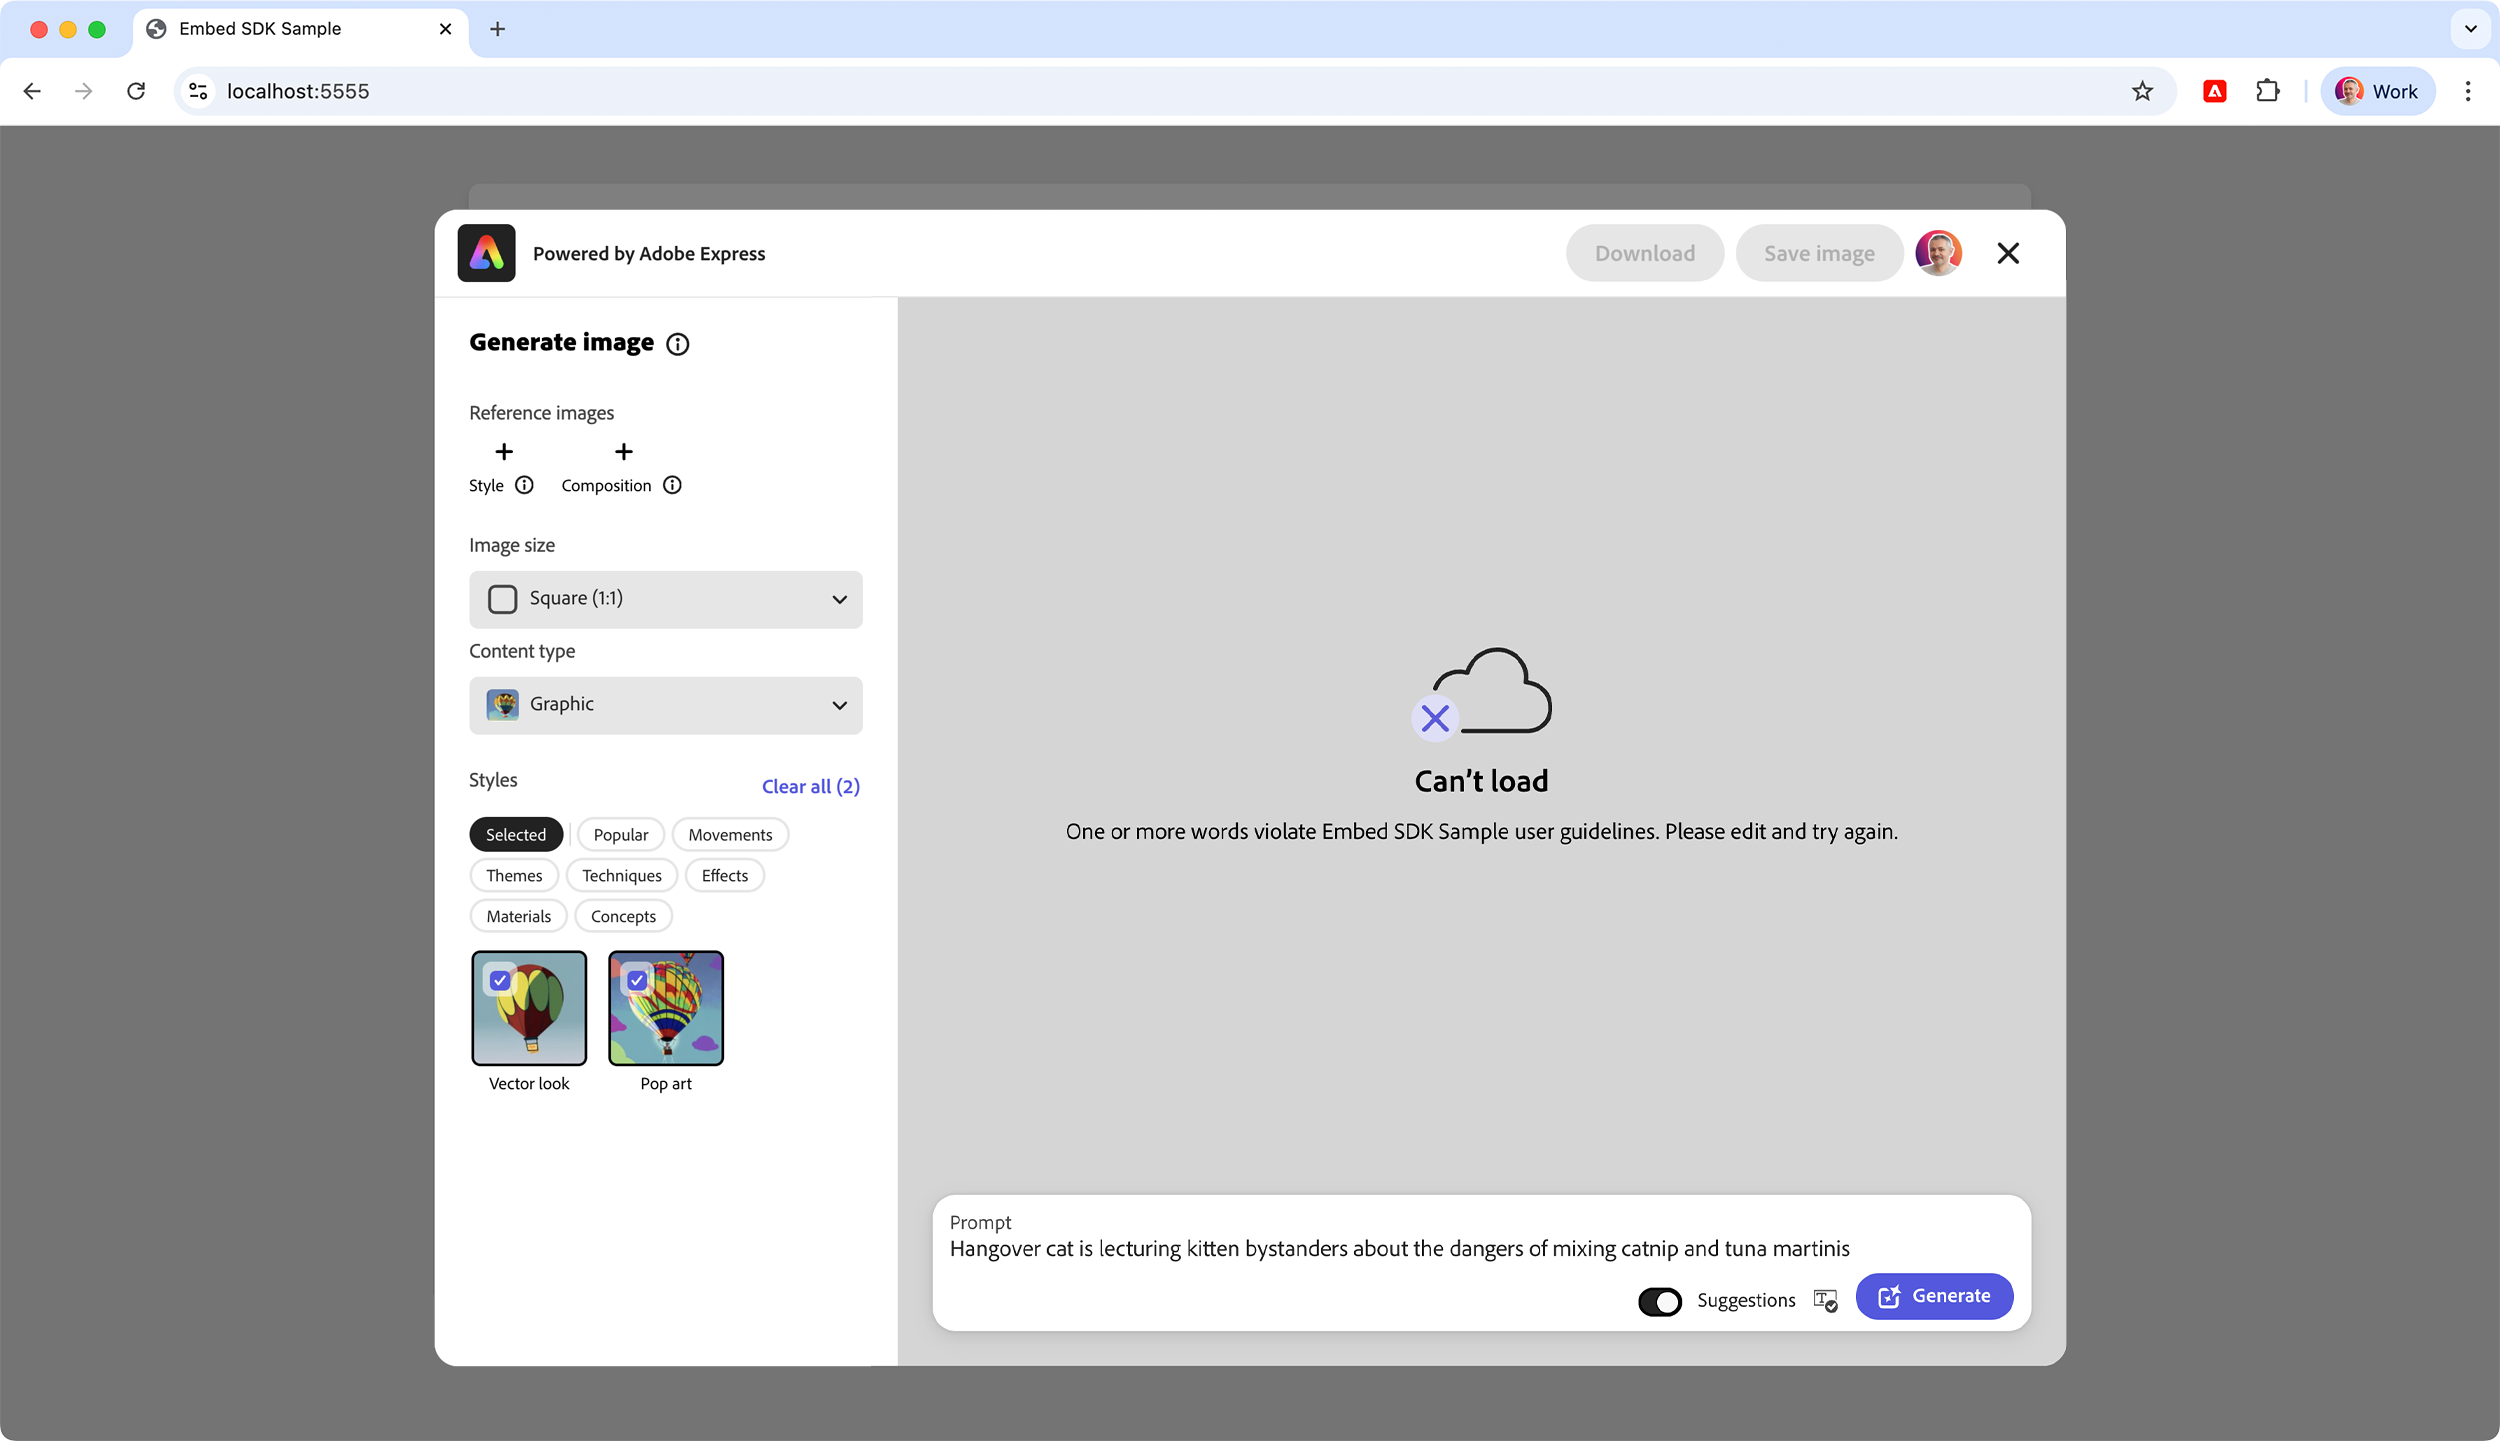 Embed SDK Sample
localhost:5555
Work
Powered by Adobe Express
Download
Save image
Generate image
Reference images
Style
Composition
Image size
Square (1:1)
Content type
Graphic
Styles
Clear all (2)
Selected
Popular
Movements
Themes
Techniques
Effects
Materials
Concepts
Vector look
Pop art
Can't load
One or more words violate Embed SDK Sample user guidelines. Please edit and try again.
Prompt
Hangover cat is lecturing kitten bystanders about the dangers of mixing catnip and tuna martinis
Suggestions
Generate